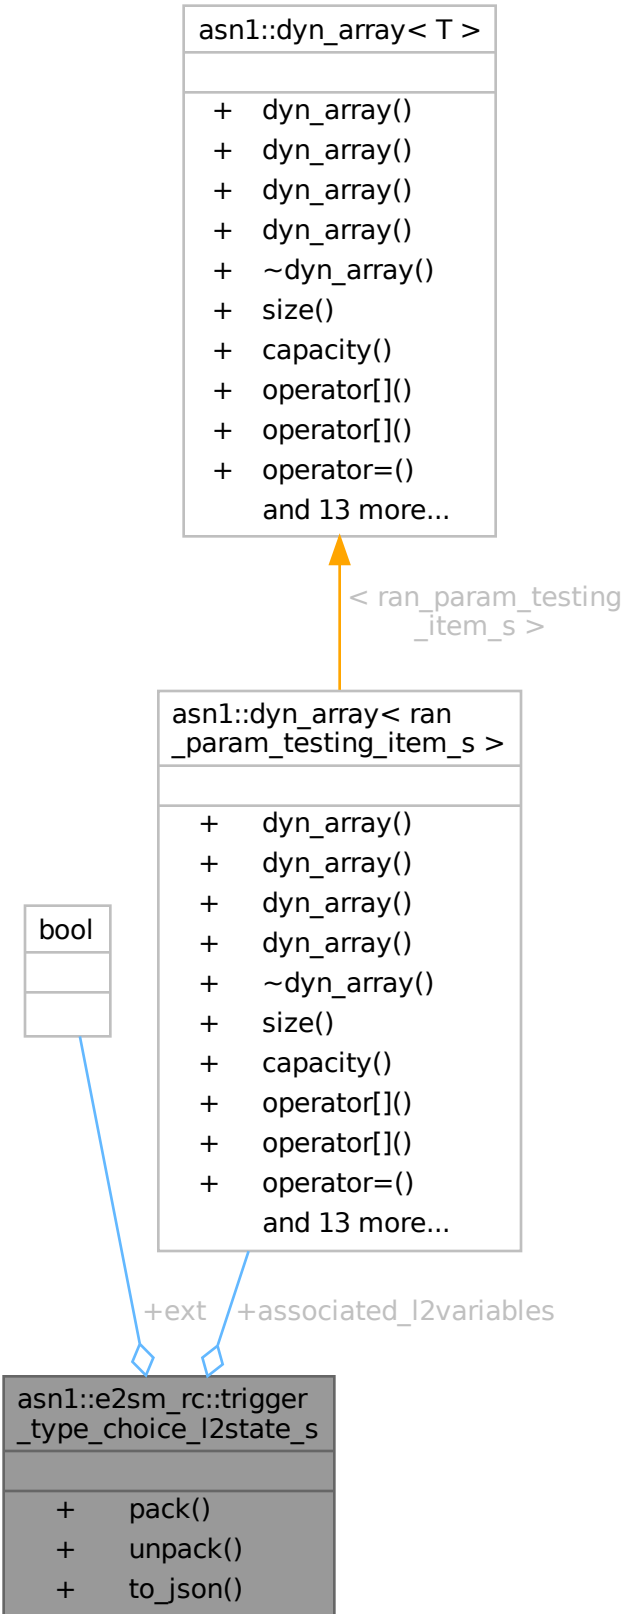 asn1::dyn_array< T >
+ dyn_array()
+ dyn_array()
+ dyn_array()
+ dyn_array()
+ ~dyn_array()
+ size()
+ capacity()
+ operator[]()
+ operator[]()
+ operator=()
and 13 more...
< ran_param_testing
_item_s >
asn1::dyn_array< ran
_param_testing_item_s >
+ dyn_array()
+ dyn_array()
+ dyn_array()
+ dyn_array()
+ ~dyn_array()
+ size()
+ capacity()
+ operator[]()
+ operator[]()
+ operator=()
and 13 more...
bool
+ext
+associated_l2variables
asn1::e2sm_rc::trigger
_type_choice_l2state_s
+ pack()
+ unpack()
+ to_json()